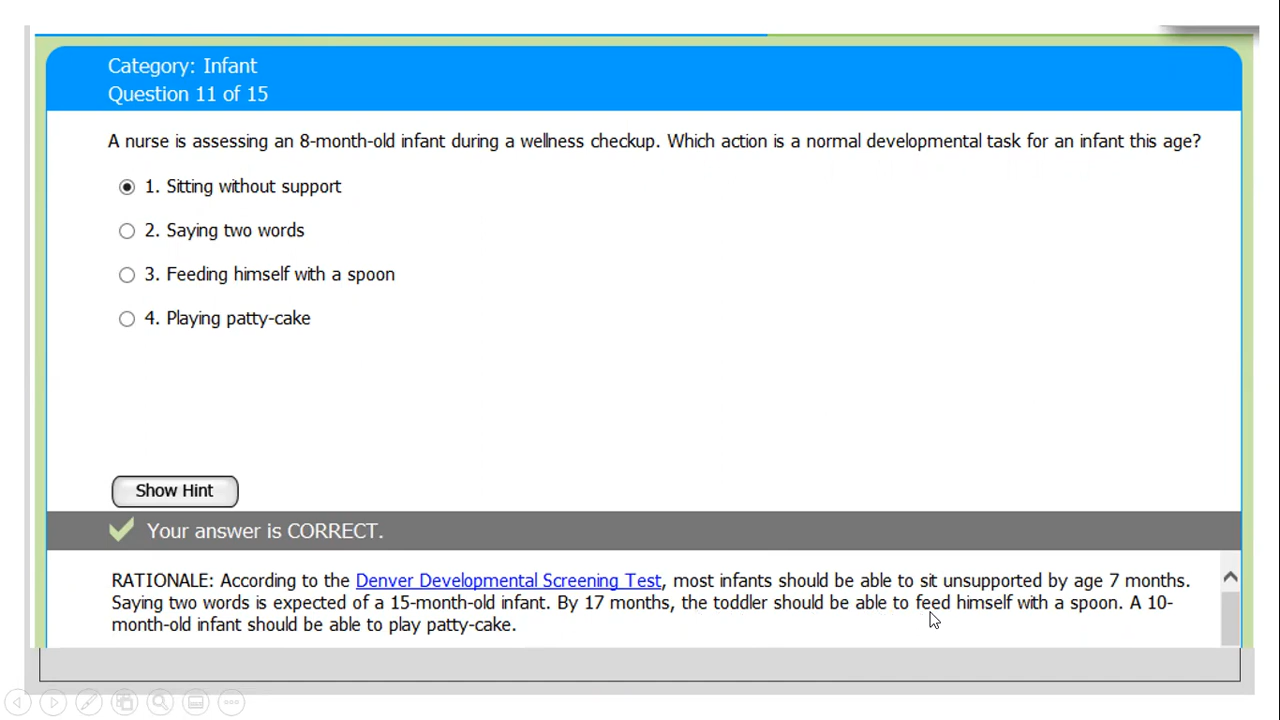 Category: Infant
Question 11 of 15
A nurse is assessing an 8-month-old infant during a wellness checkup. Which action is a normal developmental task for an infant this age?
1. Sitting without support
2. Saying two words
3. Feeding himself with a spoon
4. Playing patty-cake
Show Hint
Your answer is CORRECT.
RATIONALE: According to the Denver Developmental Screening Test, most infants should be able to sit unsupported by age 7 months.
Saying two words is expected of a 15-month-old infant. By 17 months, the toddler should be able to feed himself with a spoon. A 10-
month-old infant should be able to play patty-cake.